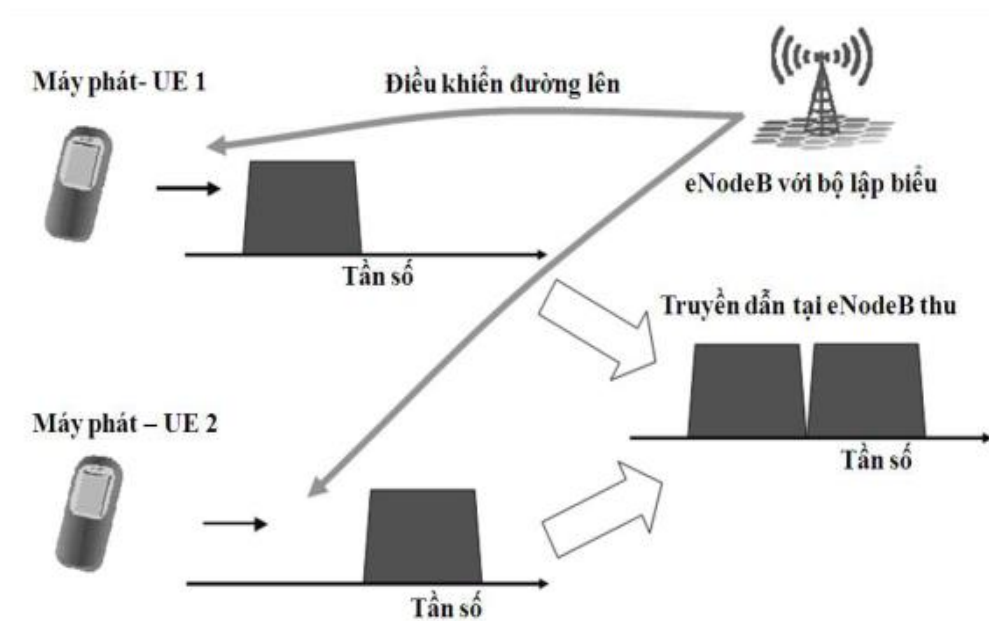 Máy phát- UE 1
Điều khiển đường lên
eNodeB với bộ lập biểu
Tần số
Truyền dẫn tại eNodeB thu
Máy phát – UE 2
Tần số
Tần số